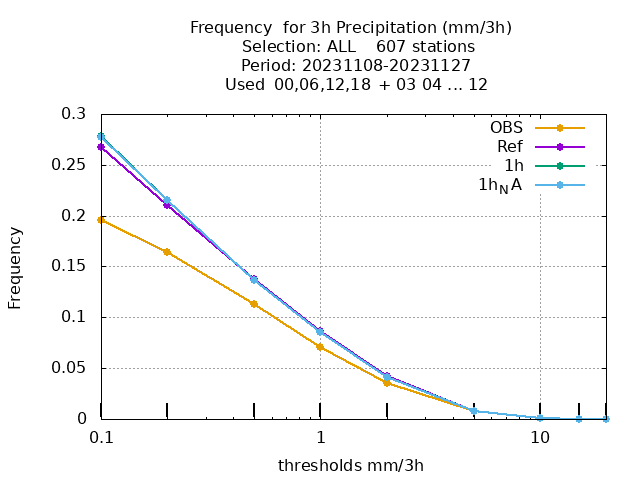 Frequency  for 3h Precipitation (mm/3h)
Selection: ALL    607 stations
Period: 20231108-20231127
Used  00,06,12,18  + 03 04 ... 12
0.3
0.25
0.2
0.15
0.1
0.05
0
Frequency
OBS
Ref
1h
1hNA
0.1 1 10
thresholds mm/3h